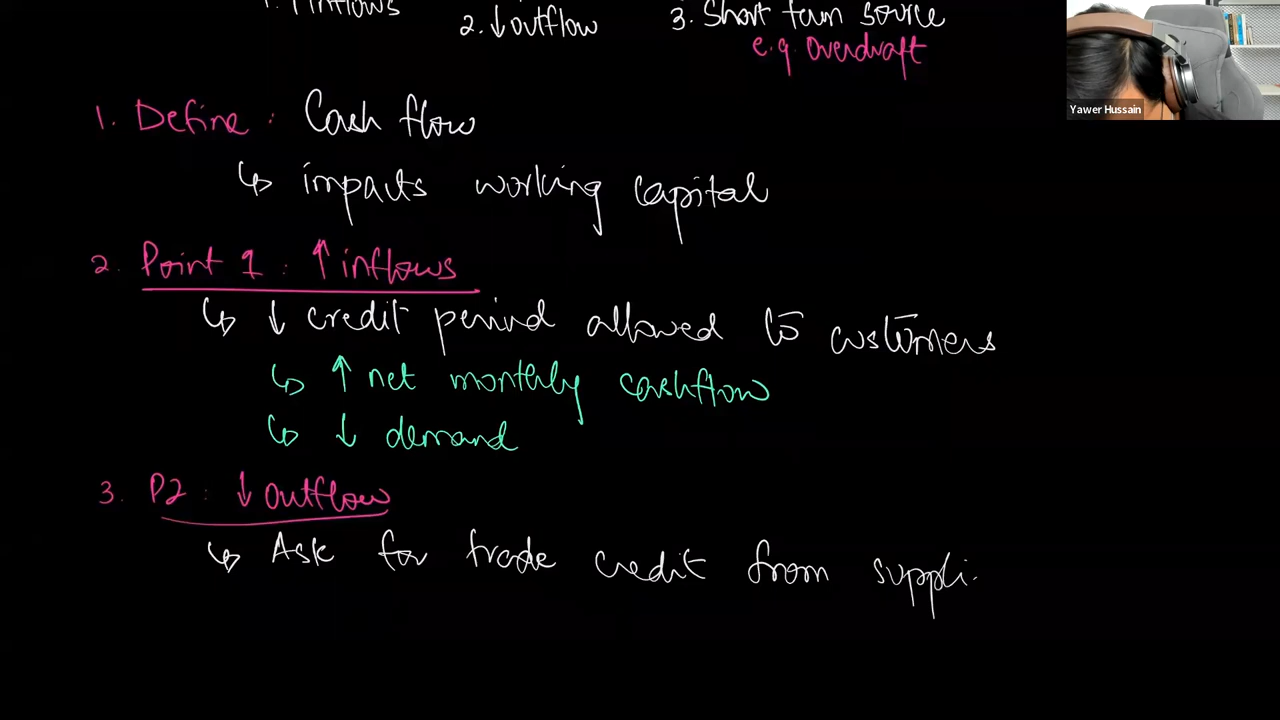 1. ↑ inflows
2. ↓ outflow
3. Short term source
e.g. Overdraft
Yawer Hussain
1. Define : Cash flow
↳ impacts working capital
2. Point 1 : ↑ inflows
↳ ↓ credit period allowed to customers
↳ ↑ net monthly cashflow
↳ ↓ demand
3. P2 : ↓ outflow
↳ Ask for trade credit from suppli